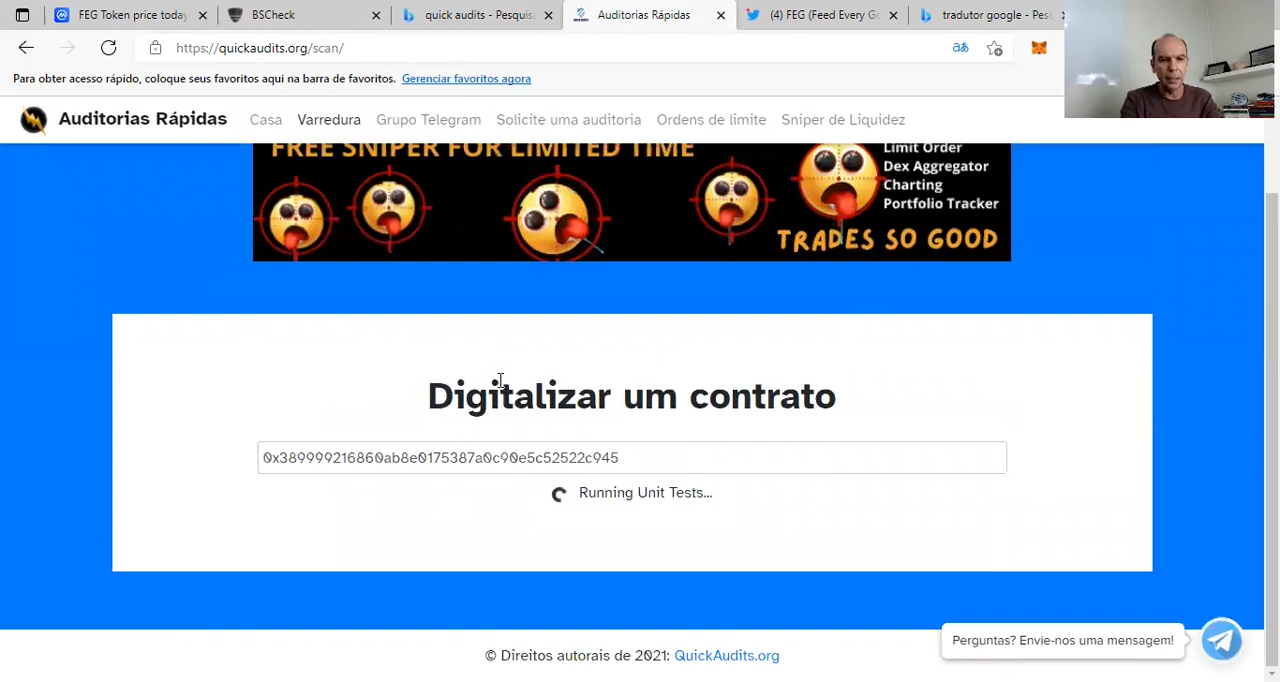 FEG Token price today
BSCheck
quick audits - Pesquisa
Auditorias Rápidas
(4) FEG (Feed Every Go
tradutor google - Pes
https://quickaudits.org/scan/
Para obter acesso rápido, coloque seus favoritos aqui na barra de favoritos. Gerenciar favoritos agora
Auditorias Rápidas Casa Varredura Grupo Telegram Solicite uma auditoria Ordens de limite Sniper de Liquidez
FREE SNIPER FOR LIMITED TIME
Limit Order
Dex Aggregator
Charting
Portfolio Tracker
TRADES SO GOOD
Digitalizar um contrato
0x389999216860ab8e0175387a0c90e5c52522c945
Running Unit Tests...
Perguntas? Envie-nos uma mensagem!
© Direitos autorais de 2021: QuickAudits.org